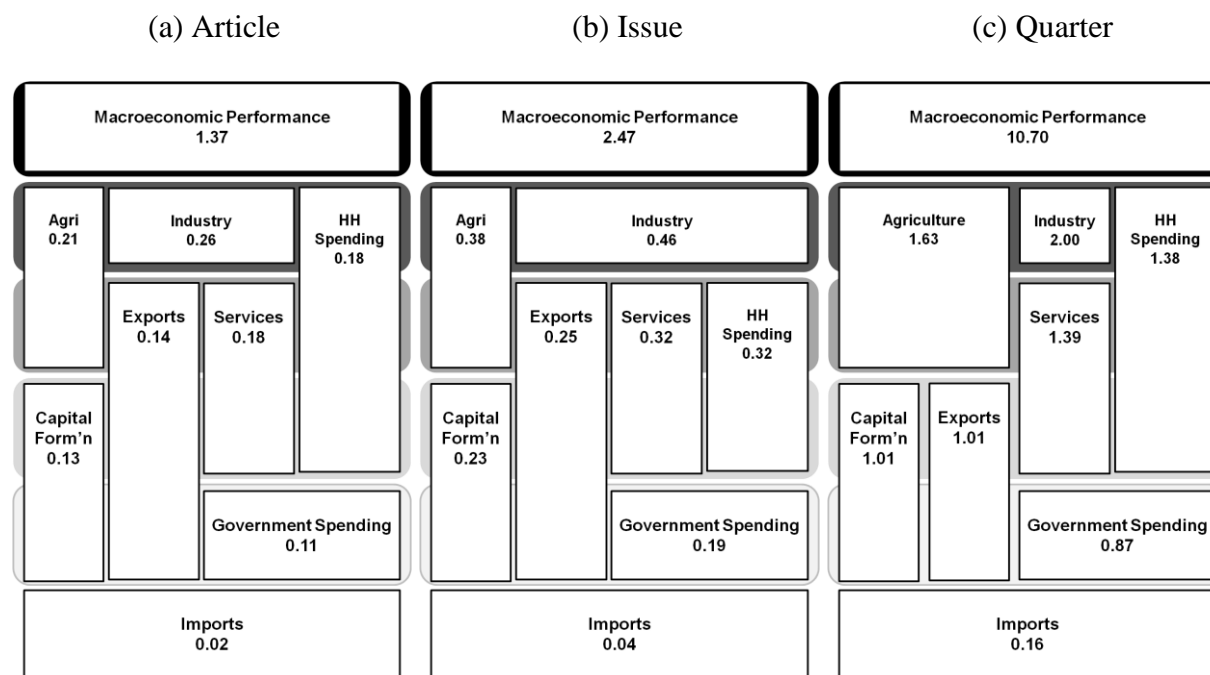 (a) Article
Macroeconomic Performance
1.37
Agri
0.21
Industry
0.26
HH
Spending
0.18
Exports
0.14
Services
0.18
Capital
Form'n
0.13
Government Spending
0.11
Imports
0.02
(b) Issue
Macroeconomic Performance
2.47
Agri
0.38
Industry
0.46
Exports
0.25
Services
0.32
HH
Spending
0.32
Capital
Form'n
0.23
Government Spending
0.19
Imports
0.04
(c) Quarter
Macroeconomic Performance
10.70
Agriculture
1.63
Industry
2.00
HH
Spending
1.38
Services
1.39
Capital
Form'n
1.01
Exports
1.01
Government Spending
0.87
Imports
0.16